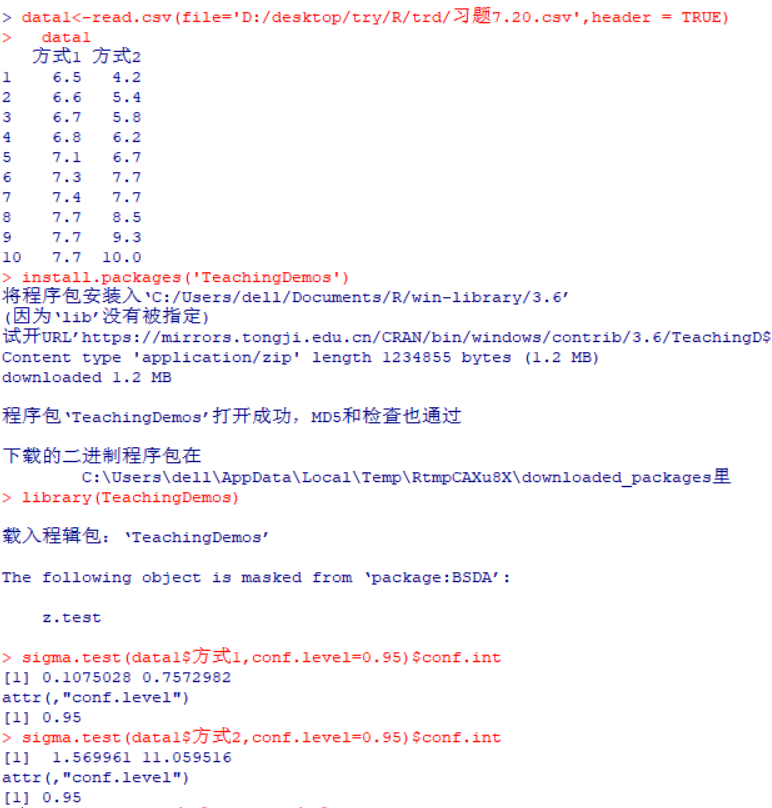 > data1<-read.csv(file='D:/desktop/try/R/trd/习题7.20.csv',header = TRUE)
>   data1
   方式1 方式2
1    6.5   4.2
2    6.6   5.4
3    6.7   5.8
4    6.8   6.2
5    7.1   6.7
6    7.3   7.7
7    7.4   7.7
8    7.7   8.5
9    7.7   9.3
10   7.7  10.0
> install.packages('TeachingDemos')
将程序包安装入‘C:/Users/dell/Documents/R/win-library/3.6’
(因为‘lib’没有被指定)
试开URL’https://mirrors.tongji.edu.cn/CRAN/bin/windows/contrib/3.6/TeachingD$
Content type 'application/zip' length 1234855 bytes (1.2 MB)
downloaded 1.2 MB
程序包‘TeachingDemos’打开成功，MD5和检查也通过
下载的二进制程序包在
        C:\Users\dell\AppData\Local\Temp\RtmpCAXu8X\downloaded_packages里
> library(TeachingDemos)
载入程辑包：‘TeachingDemos’
The following object is masked from ‘package:BSDA’:
    z.test
> sigma.test(data1$方式1,conf.level=0.95)$conf.int
[1] 0.1075028 0.7572982
attr(,"conf.level")
[1] 0.95
> sigma.test(data1$方式2,conf.level=0.95)$conf.int
[1]  1.569961 11.059516
attr(,"conf.level")
[1] 0.95